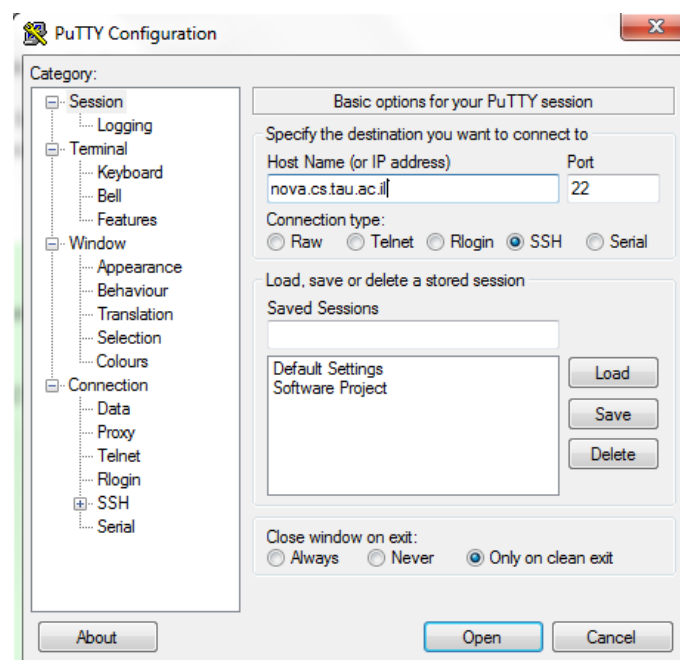 PuTTY Configuration
Category:
Session
Logging
Terminal
Keyboard
Bell
Features
Window
Appearance
Behaviour
Translation
Selection
Colours
Connection
Data
Proxy
Telnet
Rlogin
SSH
Serial
Basic options for your PuTTY session
Specify the destination you want to connect to
Host Name (or IP address) Port
nova.cs.tau.ac.il 22
Connection type:
Raw Telnet Rlogin SSH Serial
Load, save or delete a stored session
Saved Sessions
Default Settings
Software Project
Load
Save
Delete
Close window on exit:
Always Never Only on clean exit
About Open Cancel